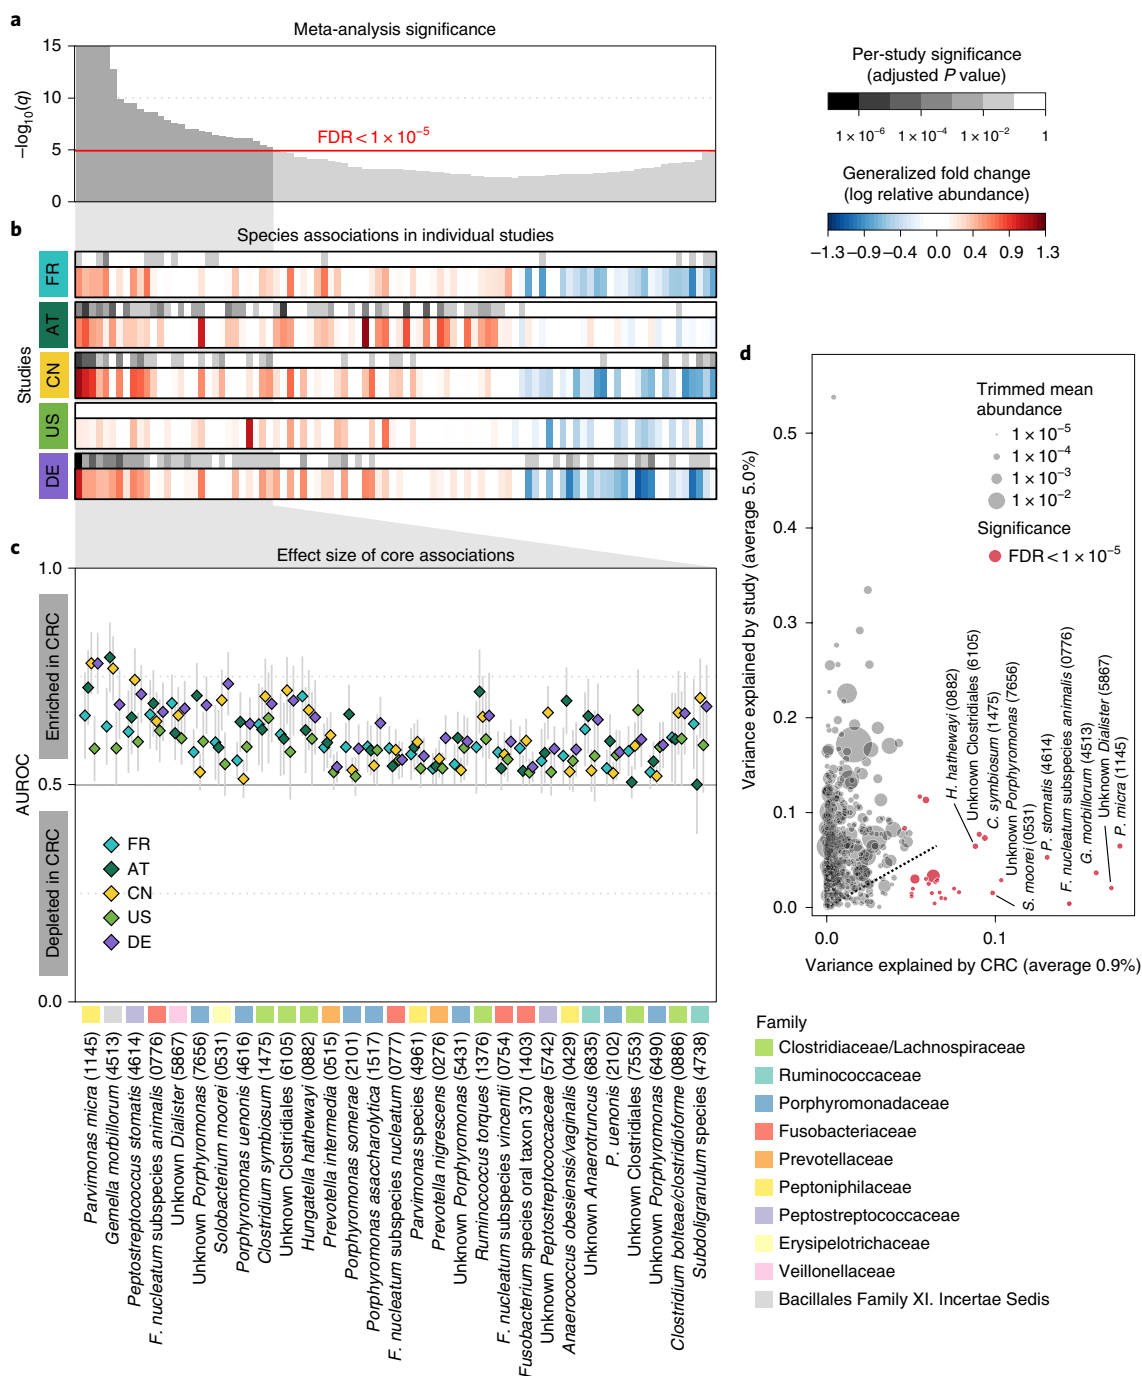 a
Meta-analysis significance
15
10
5
0
−log10(q)
FDR < 1 × 10−5
Per-study significance
(adjusted P value)
1 × 10−6
1 × 10−4
1 × 10−2
1
Generalized fold change
(log relative abundance)
−1.3
−0.9
−0.4
0.0
0.4
0.9
1.3
b
Species associations in individual studies
Studies
FR
AT
CN
US
DE
c
Effect size of core associations
1.0
0.5
0.0
AUROC
Enriched in CRC
Depleted in CRC
FR
AT
CN
US
DE
Parvimonas micra (1145)
Gemella morbillorum (4513)
Peptostreptococcus stomatis (4614)
F. nucleatum subspecies animalis (0776)
Unknown Dialister (5867)
Unknown Porphyromonas (7656)
Solobacterium moorei (0531)
Porphyromonas uenonis (4616)
Clostridium symbiosum (1475)
Unknown Clostridiales (6105)
Hungatella hathewayi (0882)
Prevotella intermedia (0515)
Porphyromonas somerae (2101)
Porphyromonas asaccharolytica (1517)
F. nucleatum subspecies nucleatum (0777)
Parvimonas species (4961)
Prevotella nigrescens (0276)
Unknown Porphyromonas (5431)
Ruminococcus torques (1376)
F. nucleatum subspecies vincentii (0754)
Fusobacterium species oral taxon 370 (1403)
Unknown Peptostreptococcaceae (5742)
Anaerococcus obesiensis/vaginalis (0429)
Unknown Anaerotruncus (6835)
P. uenonis (2102)
Unknown Clostridiales (7553)
Unknown Porphyromonas (6490)
Clostridium bolteae/clostridioforme (0886)
Subdoligranulum species (4738)
d
Variance explained by study (average 5.0%)
0.5
0.4
0.3
0.2
0.1
0.0
0.0
0.1
Variance explained by CRC (average 0.9%)
Trimmed mean
abundance
1 × 10−5
1 × 10−4
1 × 10−3
1 × 10−2
Significance
FDR < 1 × 10−5
H. hathewayi (0882)
Unknown Clostridiales (6105)
C. symbiosum (1475)
Unknown Porphyromonas (7656)
S. moorei (0531)
P. stomatis (4614)
F. nucleatum subspecies animalis (0776)
G. morbillorum (4513)
Unknown Dialister (5867)
P. micra (1145)
Family
Clostridiaceae/Lachnospiraceae
Ruminococcaceae
Porphyromonadaceae
Fusobacteriaceae
Prevotellaceae
Peptoniphilaceae
Peptostreptococcaceae
Erysipelotrichaceae
Veillonellaceae
Bacillales Family XI. Incertae Sedis